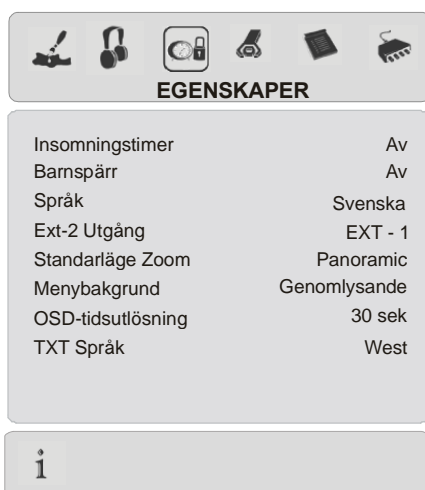 EGENSKAPER
Insomningstimer Av
Barnspärr Av
Språk Svenska
Ext-2 Utgång EXT - 1
Standarläge Zoom Panoramic
Menybakgrund Genomlysande
OSD-tidsutlösning 30 sek
TXT Språk West
i